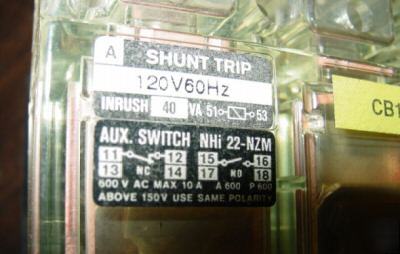 A SHUNT TRIP
120V60Hz
INRUSH 40 VA 51 53
AUX. SWITCH NHi 22-NZM
11 12 15 16
13 NC 14 17 NO 18
600 V AC MAX 10 A A 600 P 600
ABOVE 150V USE SAME POLARITY
CB1